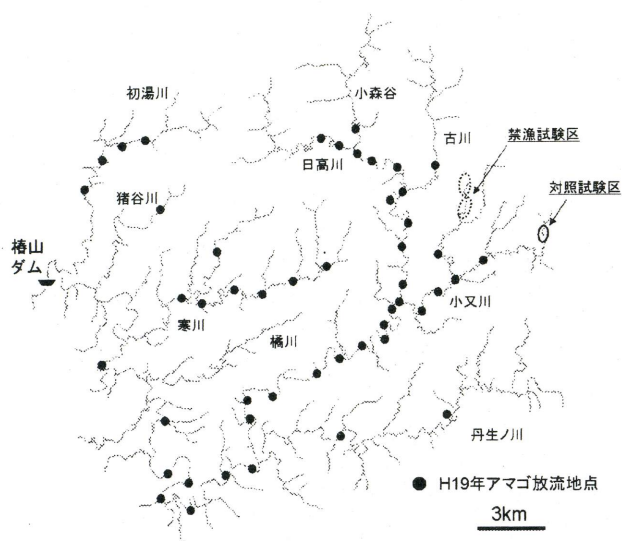 初湯川
小森谷
古川
禁漁試験区
日高川
対照試験区
猪谷川
椿山
ダム
小又川
寒川
橘川
丹生ノ川
H19年アマゴ放流地点
3km